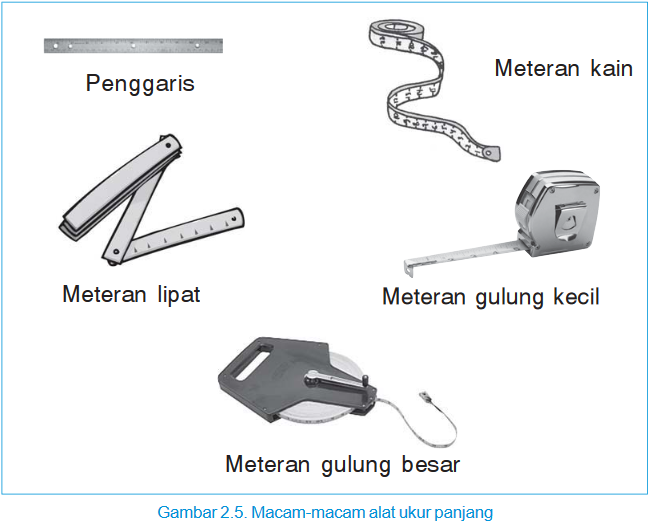 Penggaris
Meteran kain
Meteran lipat
Meteran gulung kecil
Meteran gulung besar
Gambar 2.5. Macam-macam alat ukur panjang